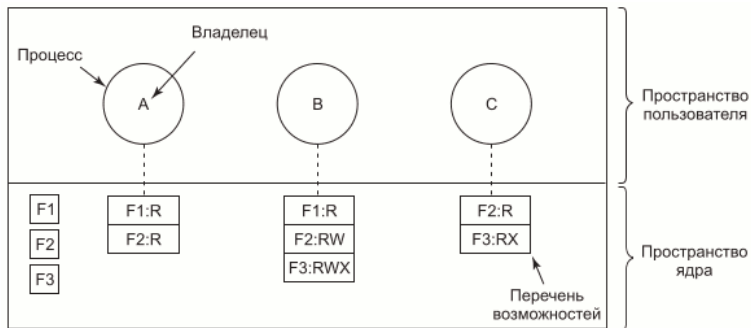 Владелец
Процесс
A
B
C
Пространство
пользователя
F1
F2
F3
F1:R
F2:R
F1:R
F2:RW
F3:RWX
F2:R
F3:RX
Перечень
возможностей
Пространство
ядра